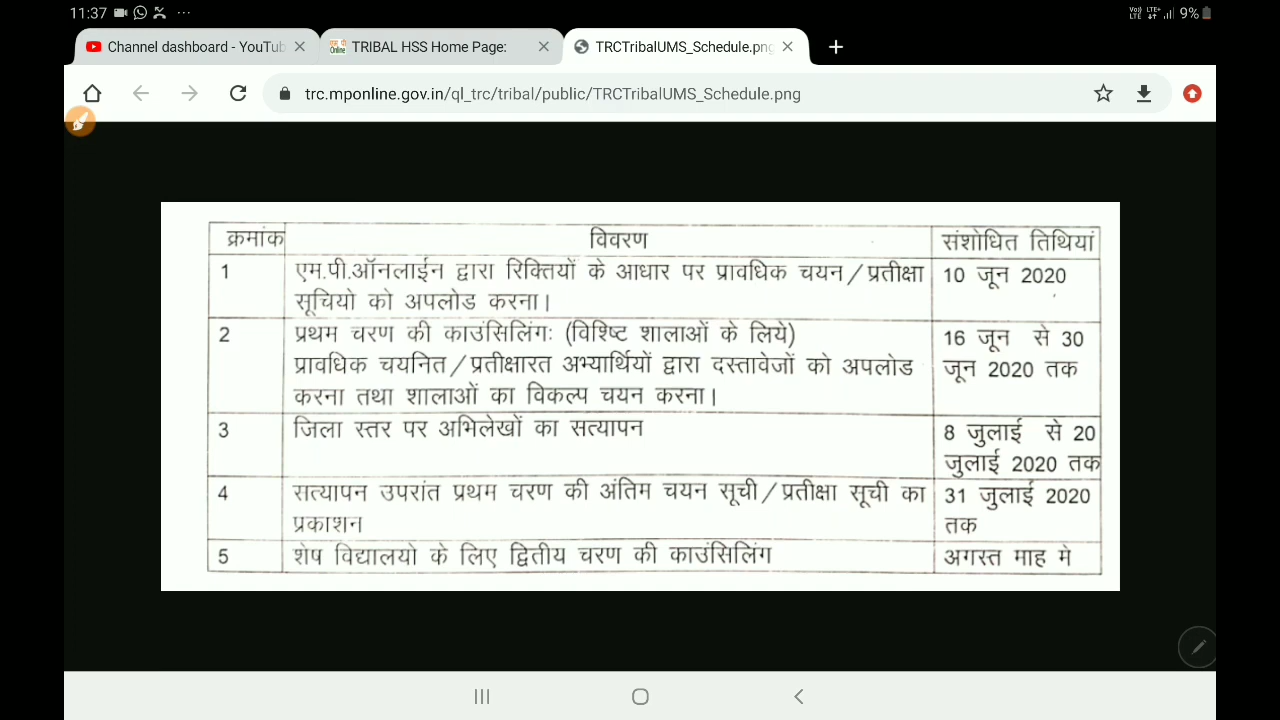 11:37 ...
Vo) LTE LTE+ 9%
Channel dashboard - YouTub
TRIBAL HSS Home Page:
TRCTribalUMS_Schedule.png
trc.mponline.gov.in/ql_trc/tribal/public/TRCTribalUMS_Schedule.png
क्रमांक विवरण संशोधित तिथियां
1 एम.पी.ऑनलाईन द्वारा रिक्तियों के आधार पर प्रावधिक चयन/प्रतीक्षा 10 जून 2020
सूचियो को अपलोड करना।
2 प्रथम चरण की काउंसिलिंगः (विश्ष्टि शालाओं के लिये) 16 जून से 30
प्रावधिक चयनित/प्रतीक्षारत अभ्यार्थियों द्वारा दस्तावेजों को अपलोड जून 2020 तक
करना तथा शालाओं का विकल्प चयन करना।
3 जिला स्तर पर अभिलेखों का सत्यापन 8 जुलाई से 20
जुलाई 2020 तक
4 सत्यापन उपरांत प्रथम चरण की अंतिम चयन सूची/प्रतीक्षा सूची का 31 जुलाई 2020
प्रकाशन तक
5 शेष विद्यालयो के लिए द्वितीय चरण की काउंसिलिंग अगस्त माह मे